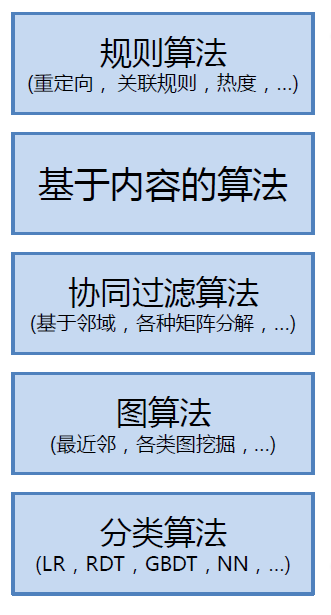 规则算法
(重定向，关联规则，热度，...)
基于内容的算法
协同过滤算法
(基于邻域，各种矩阵分解，...)
图算法
(最近邻，各类图挖掘，...)
分类算法
(LR，RDT，GBDT，NN，...)